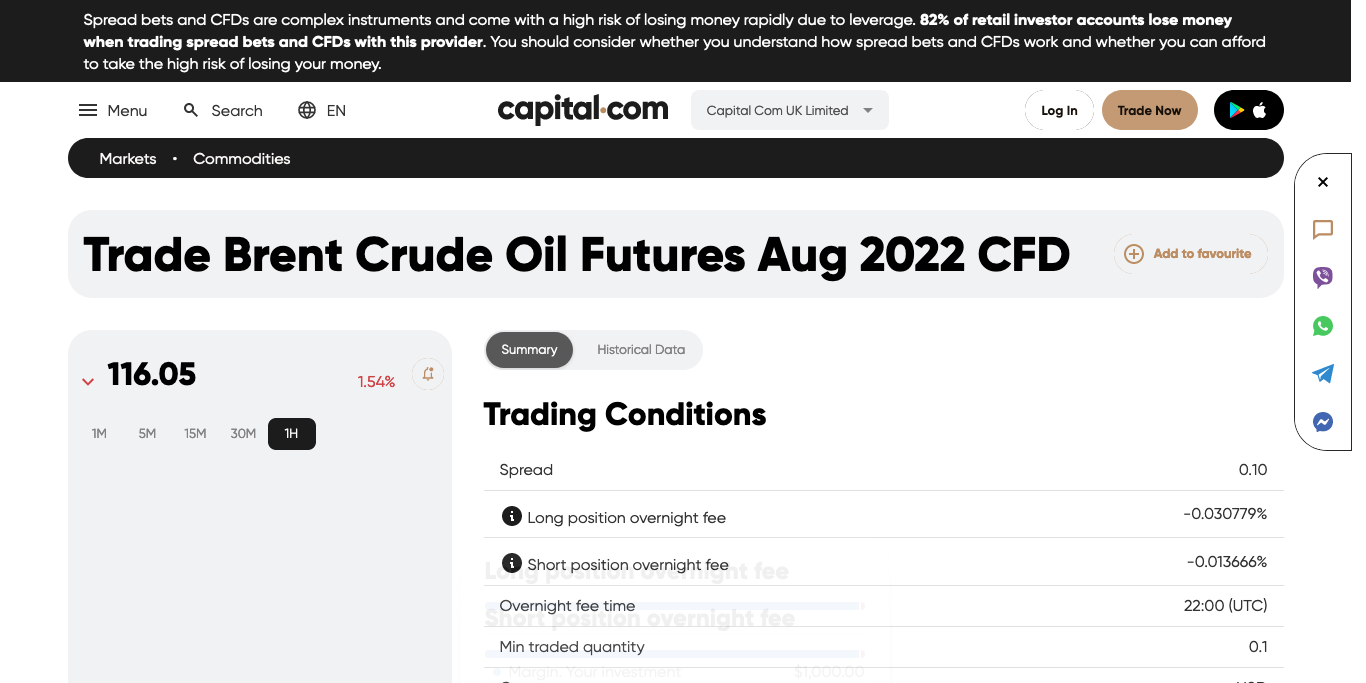 Spread bets and CFDs are complex instruments and come with a high risk of losing money rapidly due to leverage. 82% of retail investor accounts lose money
when trading spread bets and CFDs with this provider. You should consider whether you understand how spread bets and CFDs work and whether you can afford
to take the high risk of losing your money.
Menu Search EN capital.com Capital Com UK Limited Log In Trade Now
Markets • Commodities
Trade Brent Crude Oil Futures Aug 2022 CFD Add to favourite
116.05 1.54%
1M 5M 15M 30M 1H
Summary Historical Data
Trading Conditions
Spread 0.10
Long position overnight fee -0.030779%
Short position overnight fee -0.013666%
Long position overnight fee
Overnight fee time 22:00 (UTC)
Short position overnight fee
Min traded quantity 0.1
Margin. Your investment $1,000.00